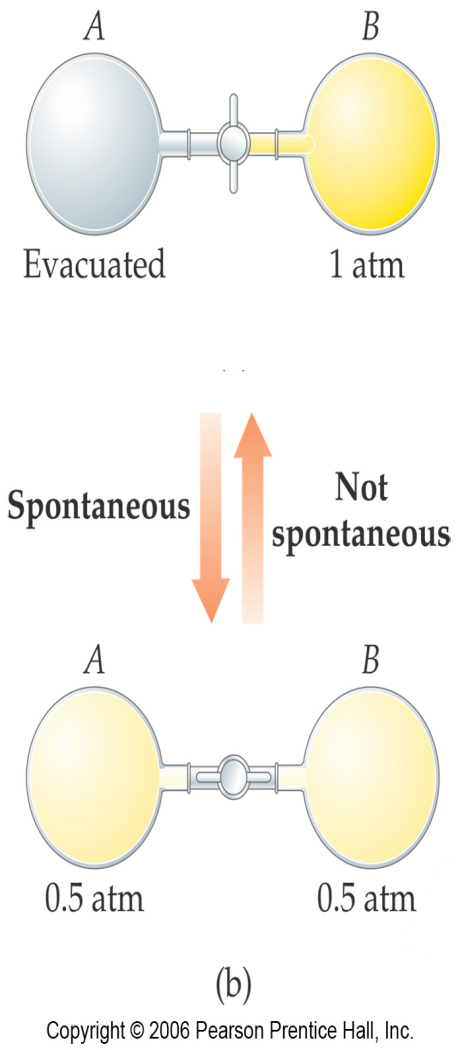 A B
Evacuated 1 atm
Spontaneous
Not
spontaneous
A B
0.5 atm 0.5 atm
(b)
Copyright © 2006 Pearson Prentice Hall, Inc.